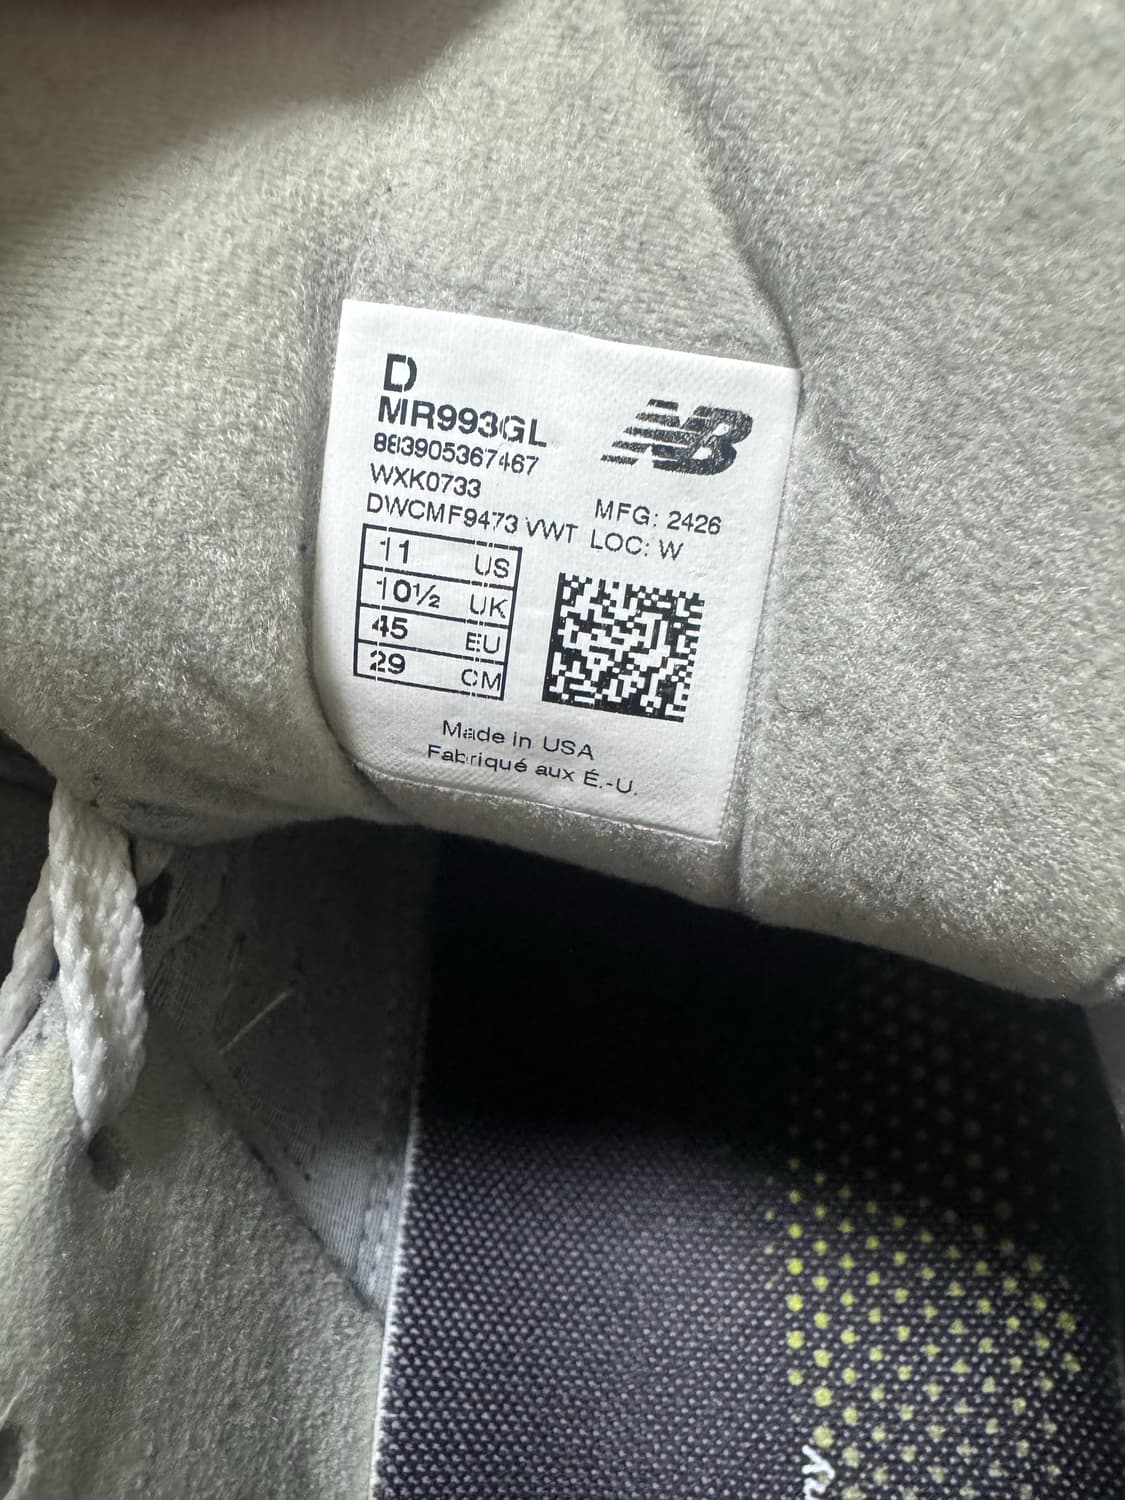 D
MR993GL
883905367467
WXK0733
DWCMF9473 VWT
NB
MFG: 2426
LOC: W
11 US
10½ UK
45 EU
29 CM
Made in USA
Fabriqué aux É.-U.